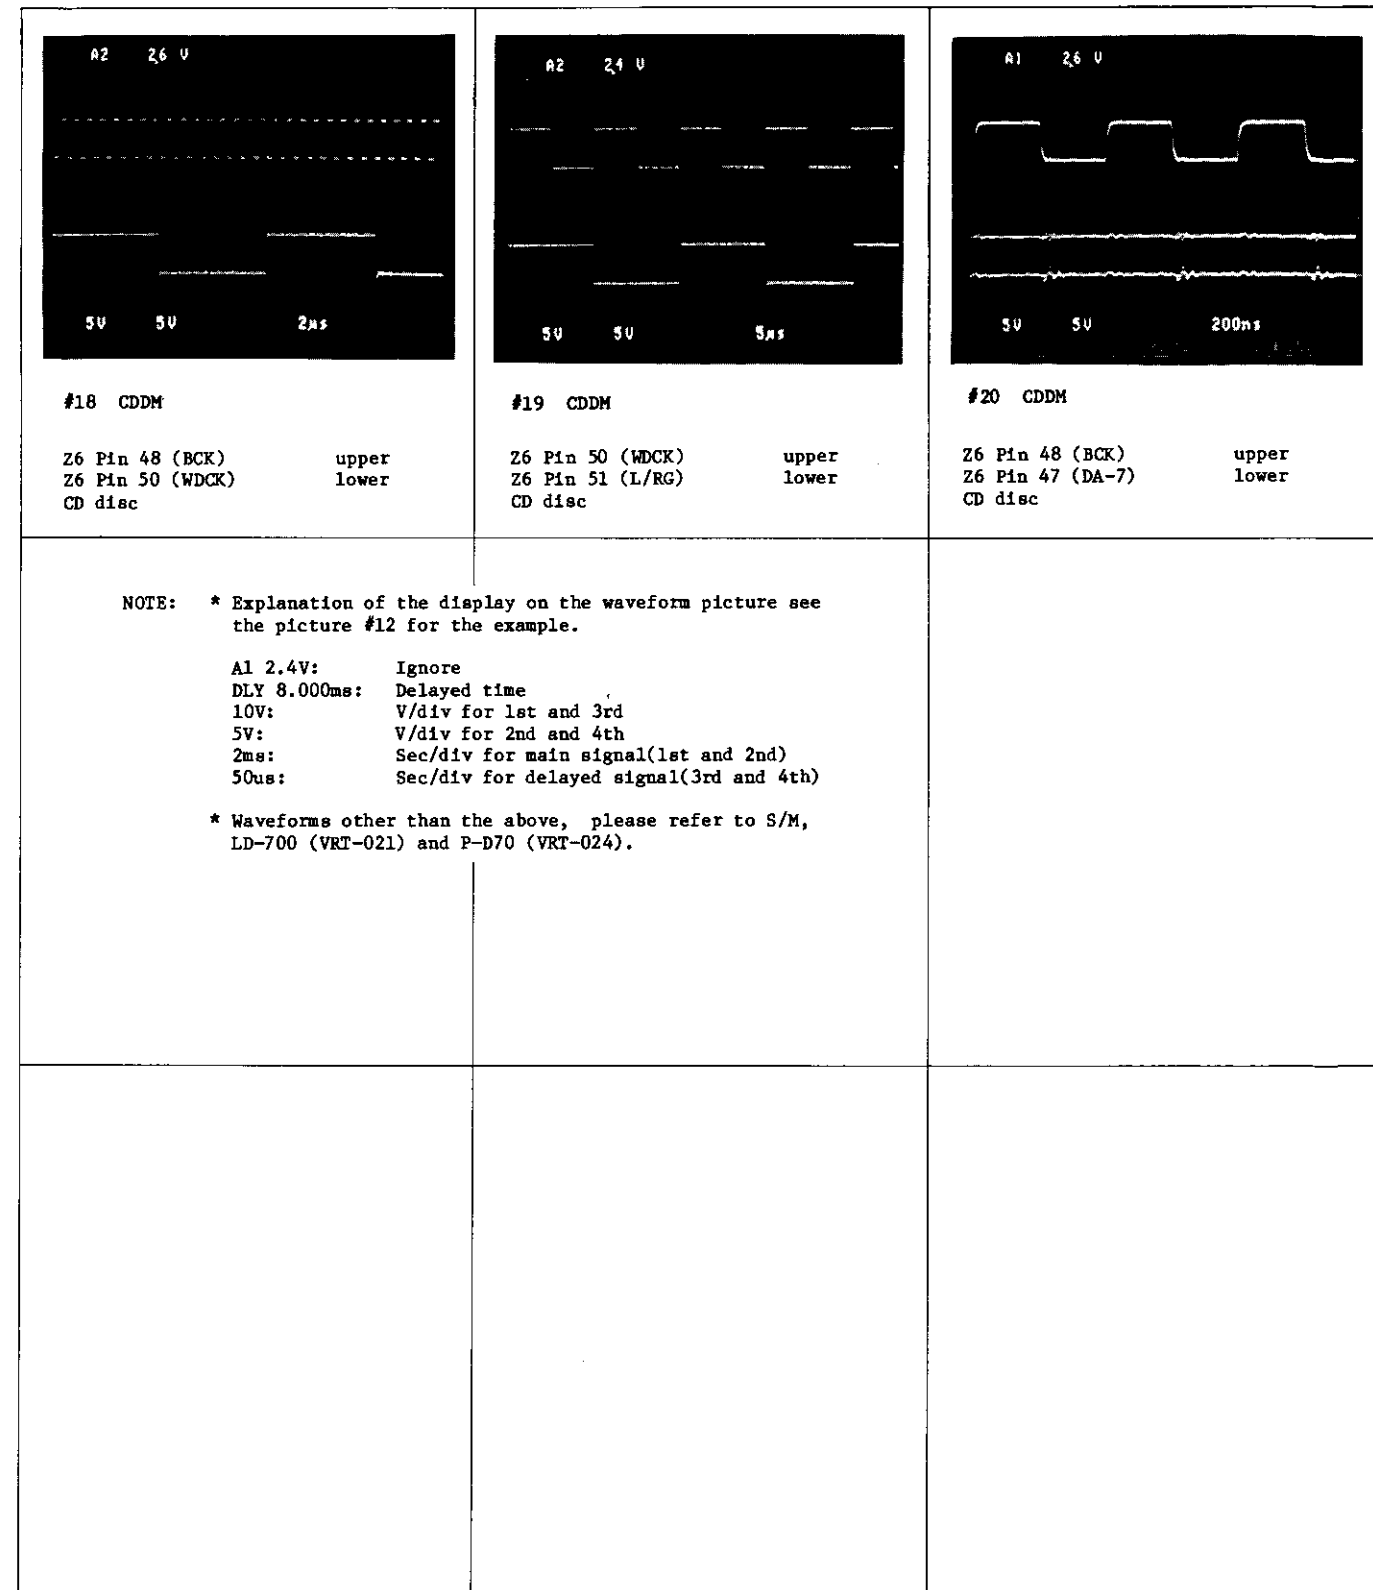 A2 2.6 V
5V 5V 2µs
#18 CDDM
Z6 Pin 48 (BCK) upper
Z6 Pin 50 (WDCK) lower
CD disc
A2 2.4 V
5V 5V 5µs
#19 CDDM
Z6 Pin 50 (WDCK) upper
Z6 Pin 51 (L/RG) lower
CD disc
A1 2.6 V
5V 5V 200ns
#20 CDDM
Z6 Pin 48 (BCK) upper
Z6 Pin 47 (DA-7) lower
CD disc
NOTE: * Explanation of the display on the waveform picture see
the picture #12 for the example.
A1 2.4V: Ignore
DLY 8.000ms: Delayed time
10V: V/div for 1st and 3rd
5V: V/div for 2nd and 4th
2ms: Sec/div for main signal(1st and 2nd)
50us: Sec/div for delayed signal(3rd and 4th)
* Waveforms other than the above, please refer to S/M,
LD-700 (VRT-021) and P-D70 (VRT-024).